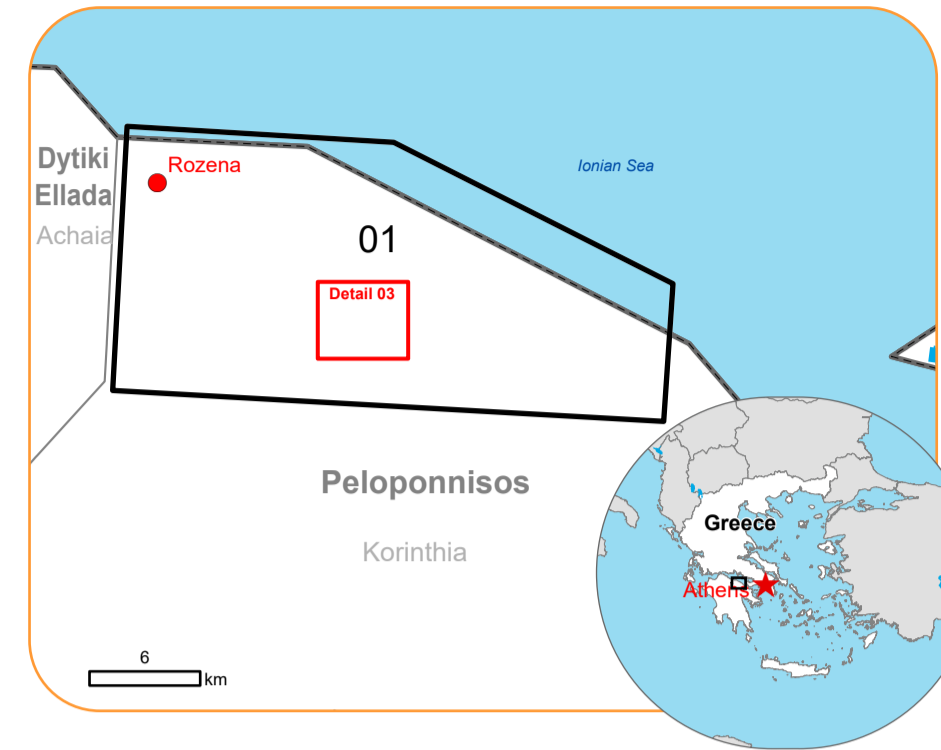 Dytiki
Ellada
Achaia
Rozena
Ionian Sea
01
Detail 03
Peloponnisos
Korinthia
Greece
Athens
6
km